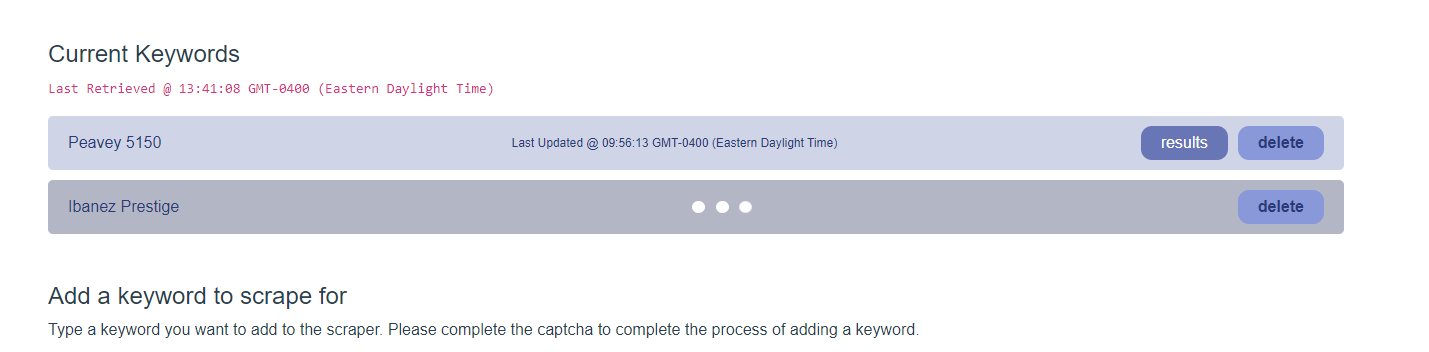 Current Keywords
Last Retrieved @ 13:41:08 GMT-0400 (Eastern Daylight Time)
Peavey 5150 Last Updated @ 09:56:13 GMT-0400 (Eastern Daylight Time) results delete
Ibanez Prestige delete
Add a keyword to scrape for
Type a keyword you want to add to the scraper. Please complete the captcha to complete the process of adding a keyword.